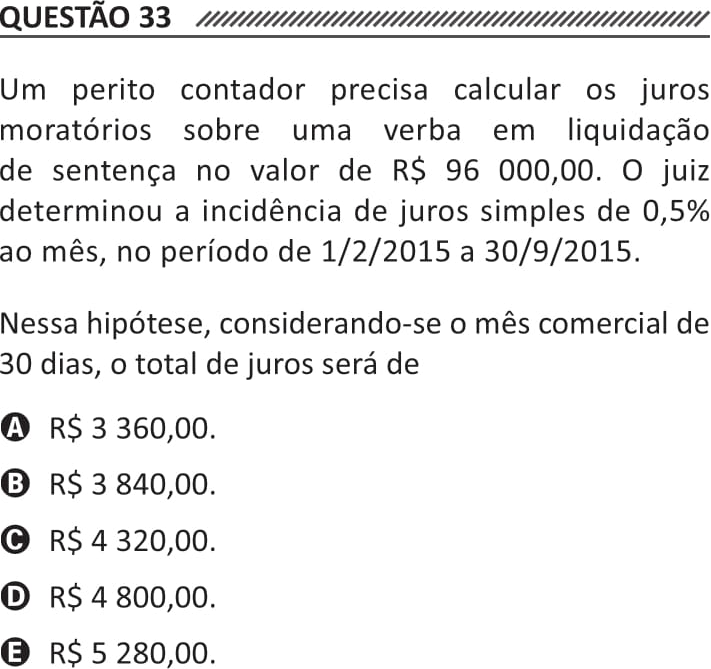 QUESTÃO 33
Um perito contador precisa calcular os juros
moratórios sobre uma verba em liquidação
de sentença no valor de R$ 96 000,00. O juiz
determinou a incidência de juros simples de 0,5%
ao mês, no período de 1/2/2015 a 30/9/2015.
Nessa hipótese, considerando-se o mês comercial de
30 dias, o total de juros será de
A R$ 3 360,00.
B R$ 3 840,00.
C R$ 4 320,00.
D R$ 4 800,00.
E R$ 5 280,00.